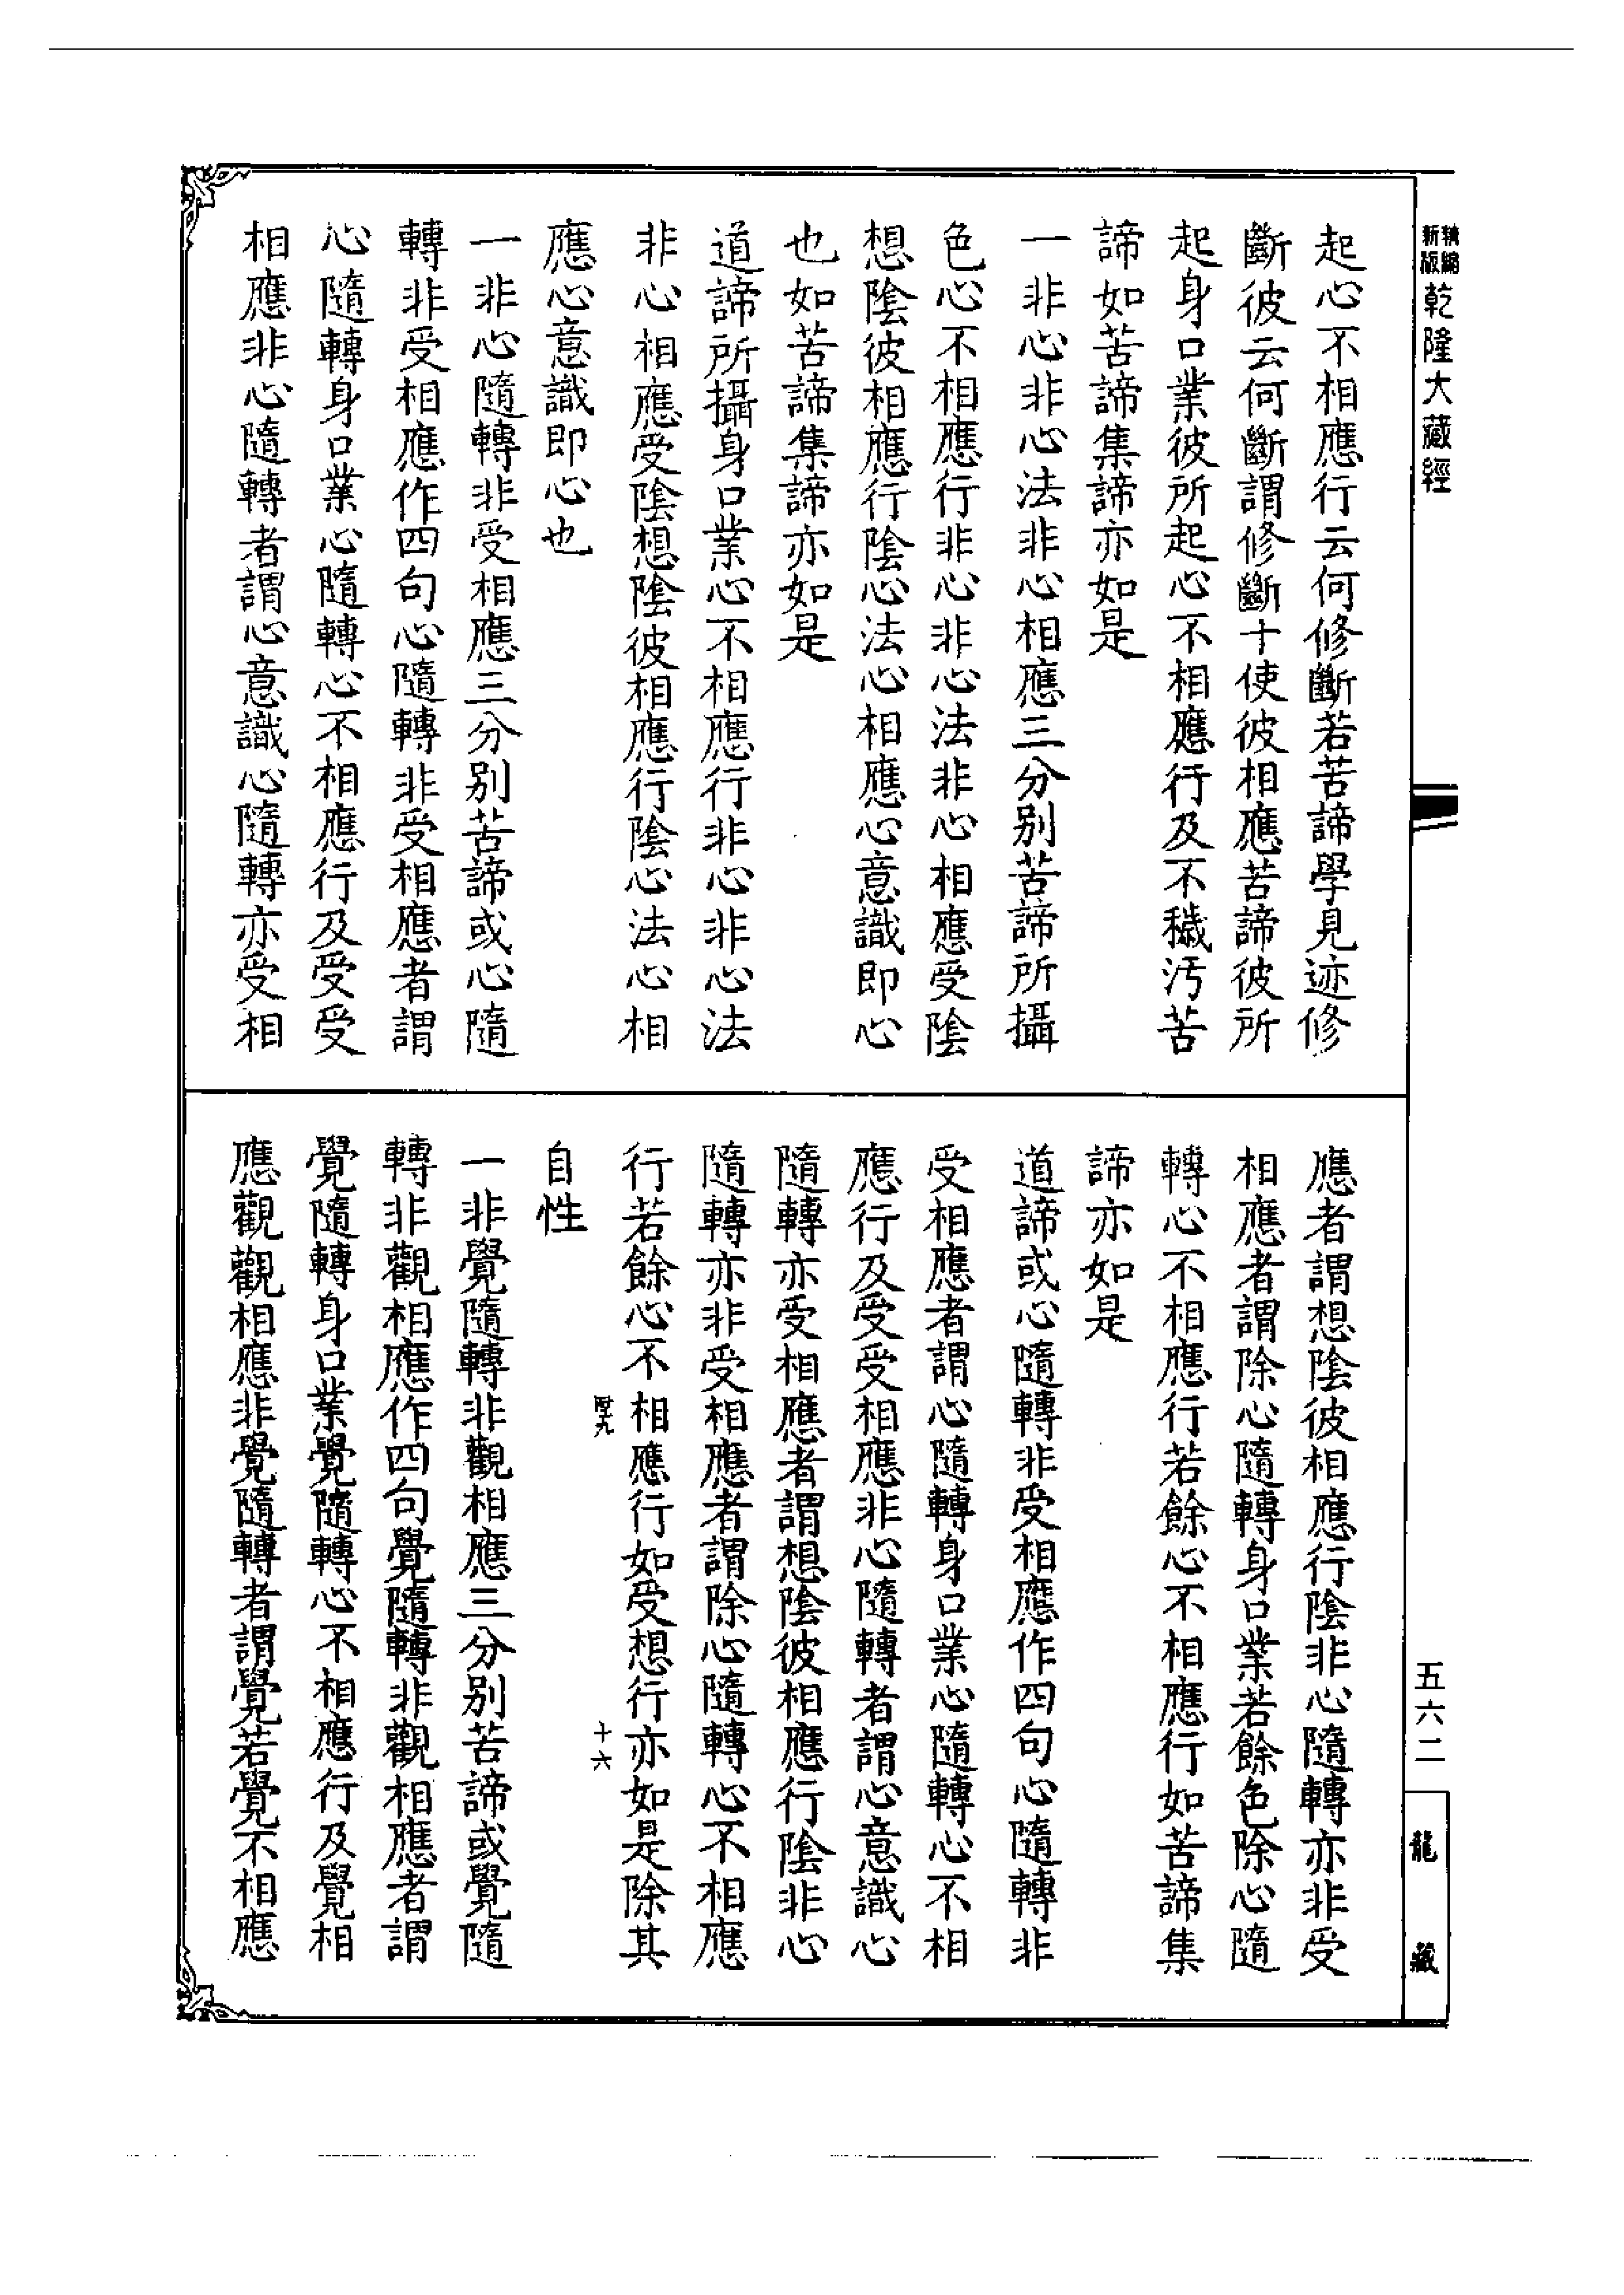 新編
新版
乾隆大藏經
起心不相應行云何修斷若苦諦學見迹修
斷彼云何斷謂修斷十使彼相應苦諦彼所
起身口業彼所起心不相應行及不穢污苦
諦如苦諦集諦亦如是
一非心非心法非心相應三分別苦諦所攝
色心不相應行非心非心法非心相應受陰
想陰彼相應行陰心法心相應心意識即心
也如苦諦集諦亦如是
道諦所攝身口業心不相應行非心非心法
非心相應受陰想陰彼相應行陰心法心相
應心意識即心也
一非心隨轉非受相應三分別苦諦或心隨
轉非受相應作四句心隨轉非受相應者謂
心隨轉身口業心隨轉心不相應行及受受
相應非心隨轉者謂心意識心隨轉亦受相
應者謂想陰彼相應行陰非心隨轉亦非受
相應者謂除心隨轉身口業若餘色除心隨
轉心不相應行若餘心不相應行如苦諦集
諦亦如是
道諦或心隨轉非受相應作四句心隨轉非
受相應者謂心隨轉身口業心隨轉心不相
應行及受受相應非心隨轉者謂心意識心
隨轉亦受相應者謂想陰彼相應行陰非心
隨轉亦非受相應者謂除心隨轉心不相應
行若餘心不相應行如受想行亦如是除其
十六
自性
一非覺隨轉非觀相應三分別苦諦或覺隨
轉非觀相應作四句覺隨轉非觀相應者謂
覺隨轉身口業覺隨轉心不相應行及覺相
應觀觀相應非覺隨轉者謂覺若覺不相應
五六二
龍藏